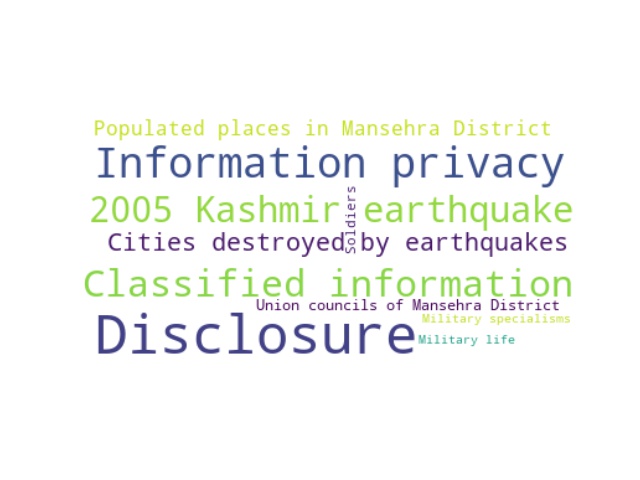 Populated places in Mansehra District
Information privacy
2005 Kashmir earthquake
Soldiers
Cities destroyed by earthquakes
Classified information
Union councils of Mansehra District
Military specialisms
Disclosure
Military life